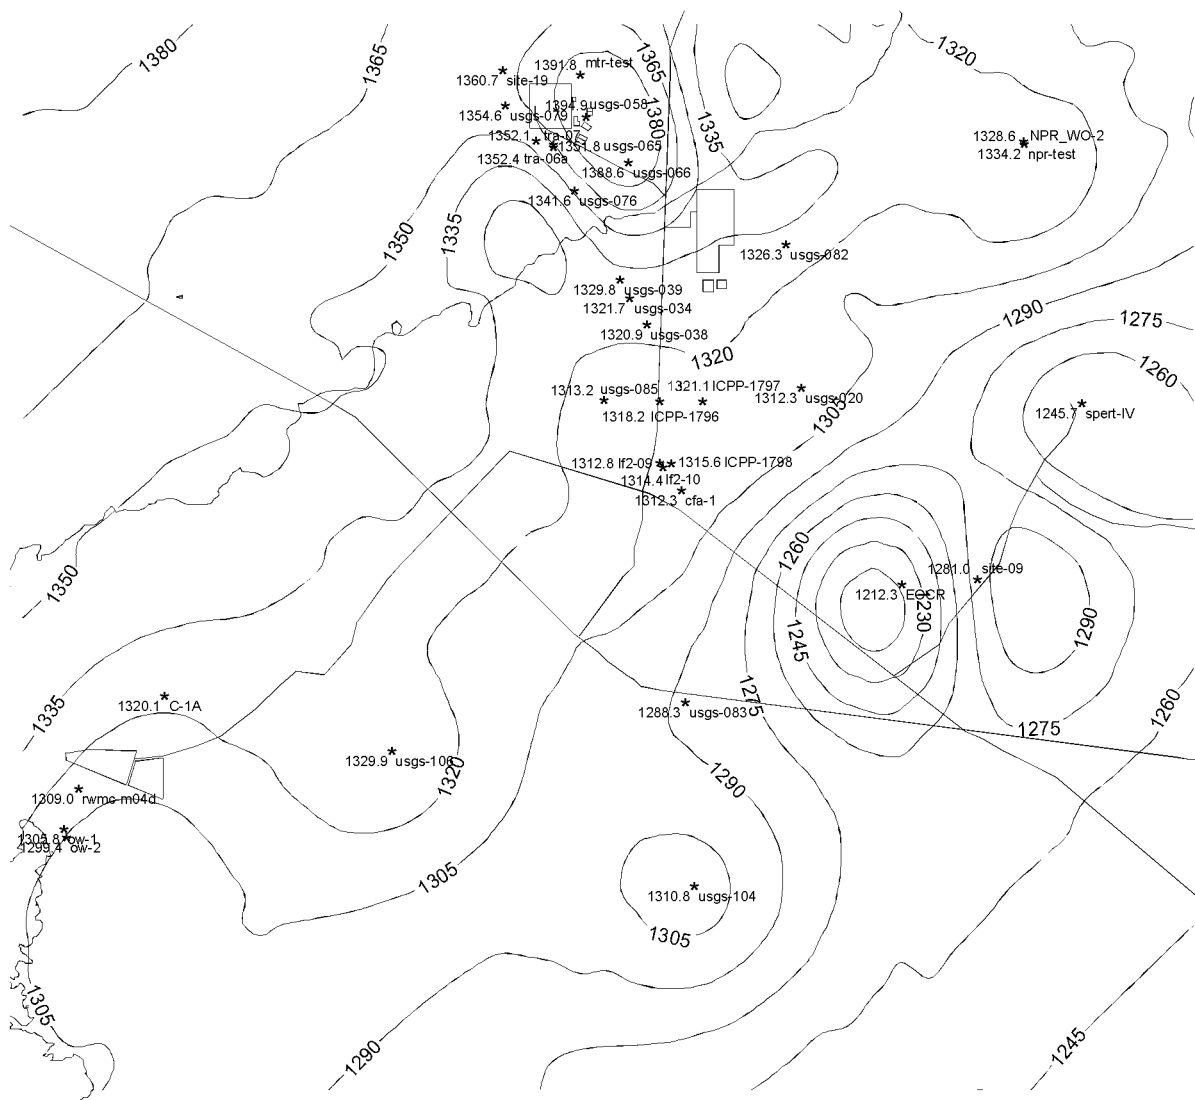 1380
1365
1365
1320
1391.8 mtr-test
1360.7 site-19
1394.9 usgs-058
1354.6 usgs-079
1380
1335
1352.1 tra-07
1351.8 usgs-065
1352.4 tra-06a
1388.6 usgs-066
1328.6 NPR_WO-2
1334.2 npr-test
1341.6 usgs-076
1350
1335
1326.3 usgs-082
1329.8 usgs-039
1321.7 usgs-034
1290
1275
1320.9 usgs-038
1320
1260
1313.2 usgs-085
1321.1 ICPP-1797
1312.3 usgs-020
1318.2 ICPP-1796
1305
1245.7 spert-IV
1312.8 lf2-09
1315.6 ICPP-1798
1314.4 lf2-10
1312.3 cfa-1
1260
1350
1281.0 site-09
1212.3 EOCR
1230
1290
1245
1335
1320.1 C-1A
1275
1288.3 usgs-083
1260
1275
1329.9 usgs-106
1320
1290
1309.0 rwmc-m04d
1305.8 ow-1
1299.4 ow-2
1305
1310.8 usgs-104
1305
1305
1290
1245